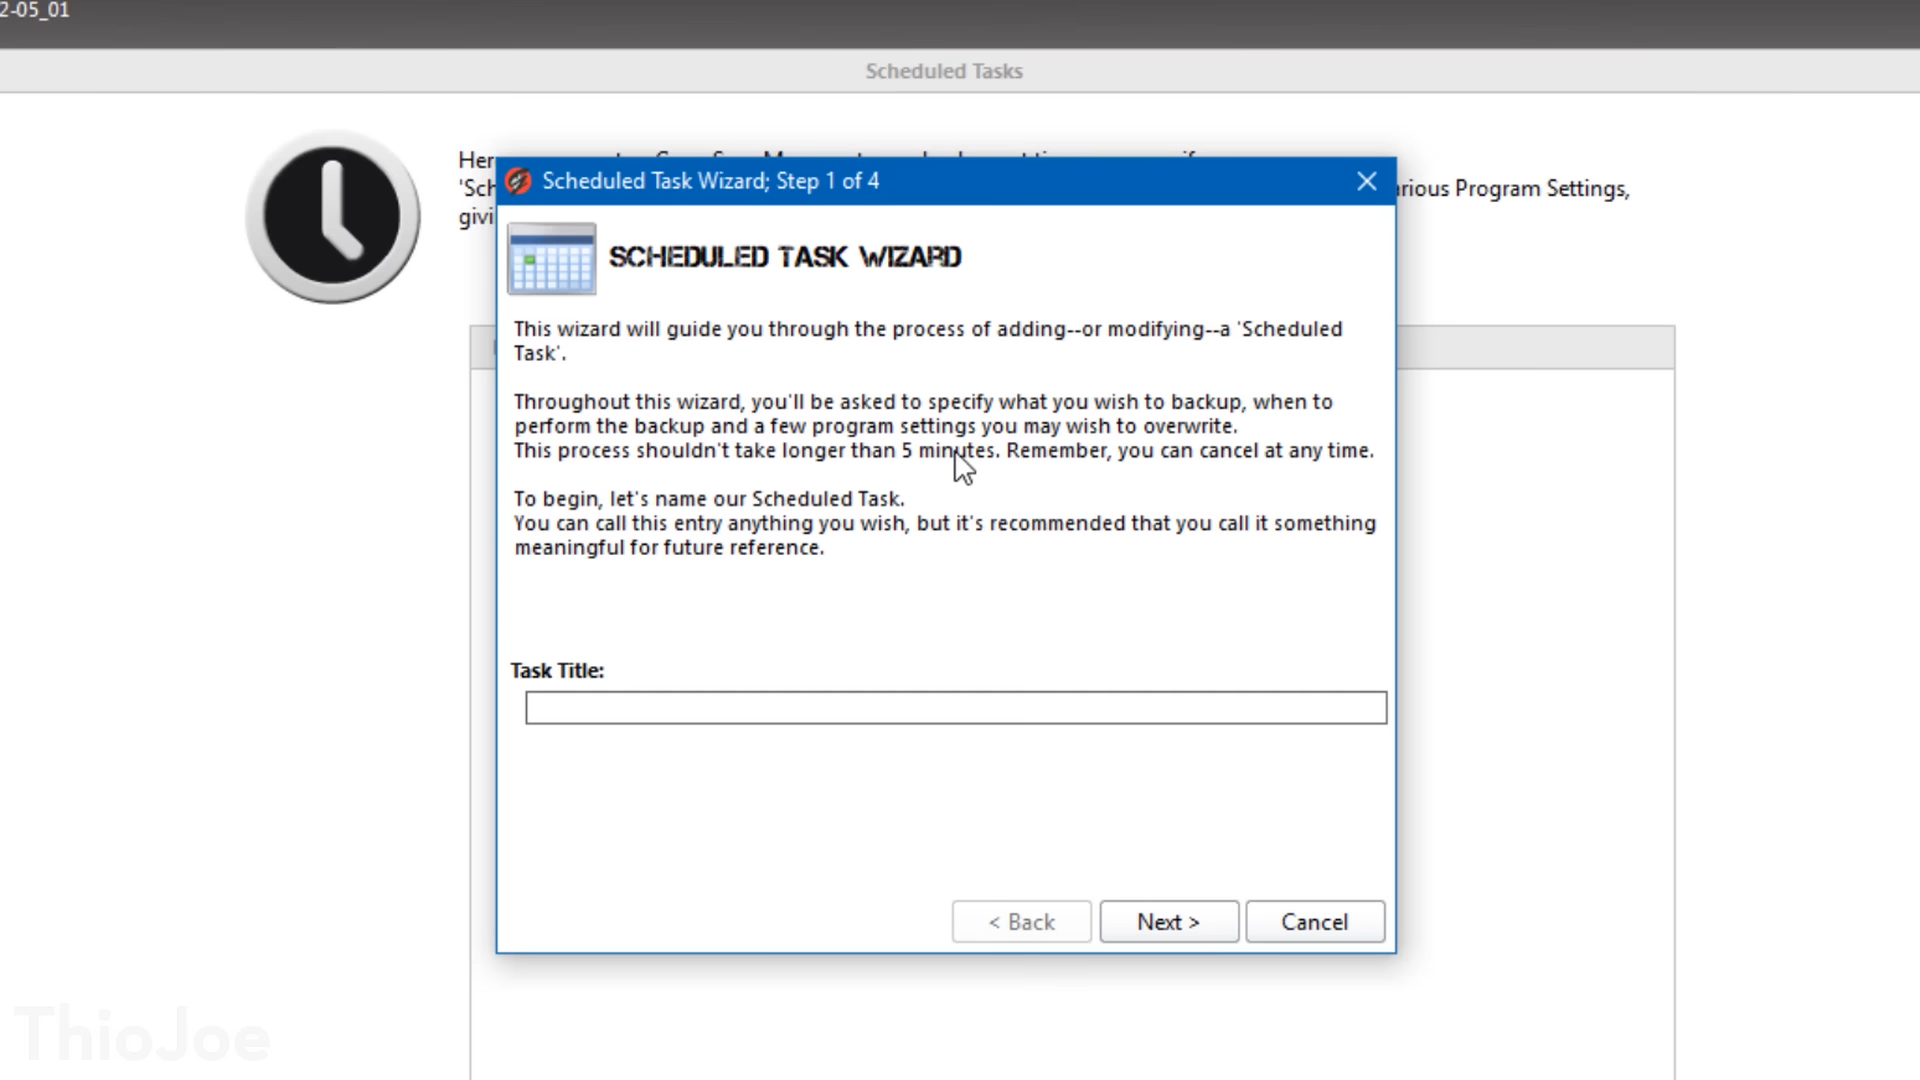 2-05_01
Scheduled Tasks
Her
'Sch
rious Program Settings,
givi
Scheduled Task Wizard; Step 1 of 4
SCHEDULED TASK WIZARD
This wizard will guide you through the process of adding--or modifying--a 'Scheduled
Task'.
Throughout this wizard, you'll be asked to specify what you wish to backup, when to
perform the backup and a few program settings you may wish to overwrite.
This process shouldn't take longer than 5 minutes. Remember, you can cancel at any time.
To begin, let's name our Scheduled Task.
You can call this entry anything you wish, but it's recommended that you call it something
meaningful for future reference.
Task Title:
< Back
Next >
Cancel
ThioJoe